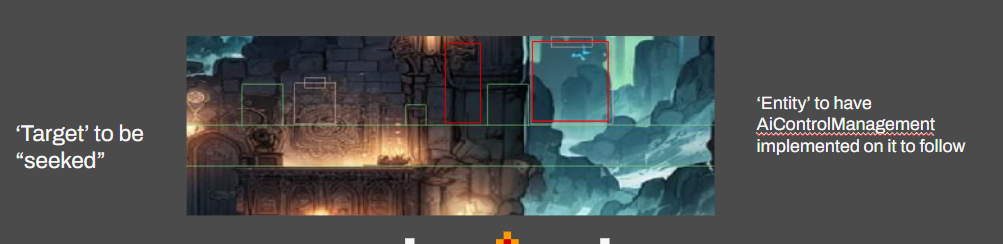 ‘Target’ to be
“seeked”
‘Entity’ to have
AiControlManagement
implemented on it to follow